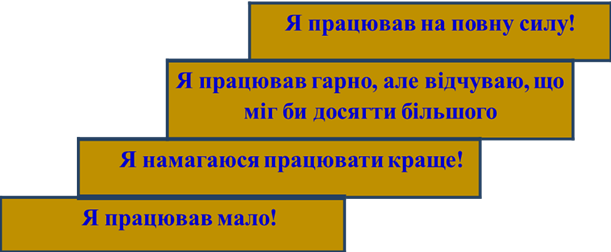 Я працював на повну силу!
Я працював гарно, але відчуваю, що
міг би досягти більшого
Я намагаюся працювати краще!
Я працював мало!